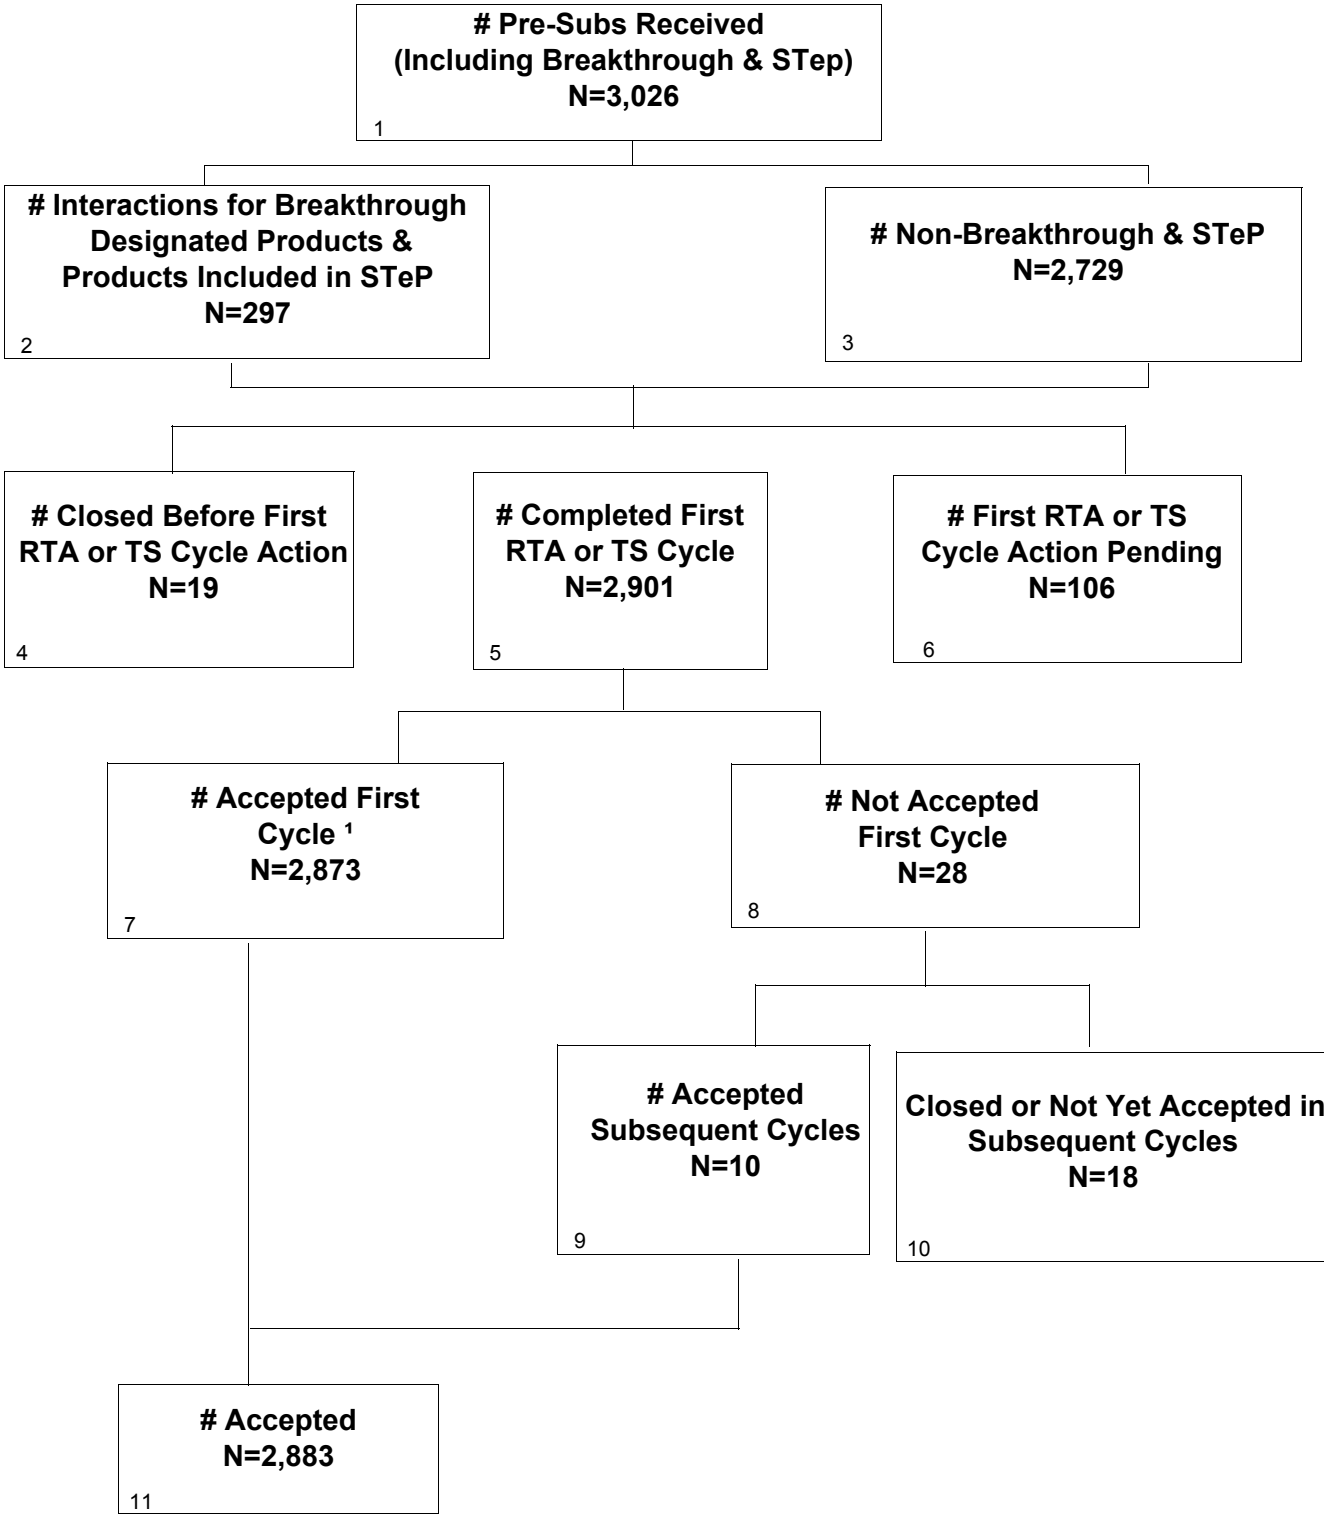 # Pre-Subs Received
(Including Breakthrough & STep)
N=3,026
1
# Interactions for Breakthrough
Designated Products &
Products Included in STeP
N=297
2
# Non-Breakthrough & STeP
N=2,729
3
# Closed Before First
RTA or TS Cycle Action
N=19
4
# Completed First
RTA or TS Cycle
N=2,901
5
# First RTA or TS
Cycle Action Pending
N=106
6
# Accepted First
Cycle ¹
N=2,873
7
# Not Accepted
First Cycle
N=28
8
# Accepted
Subsequent Cycles
N=10
9
Closed or Not Yet Accepted in
Subsequent Cycles
N=18
10
# Accepted
N=2,883
11